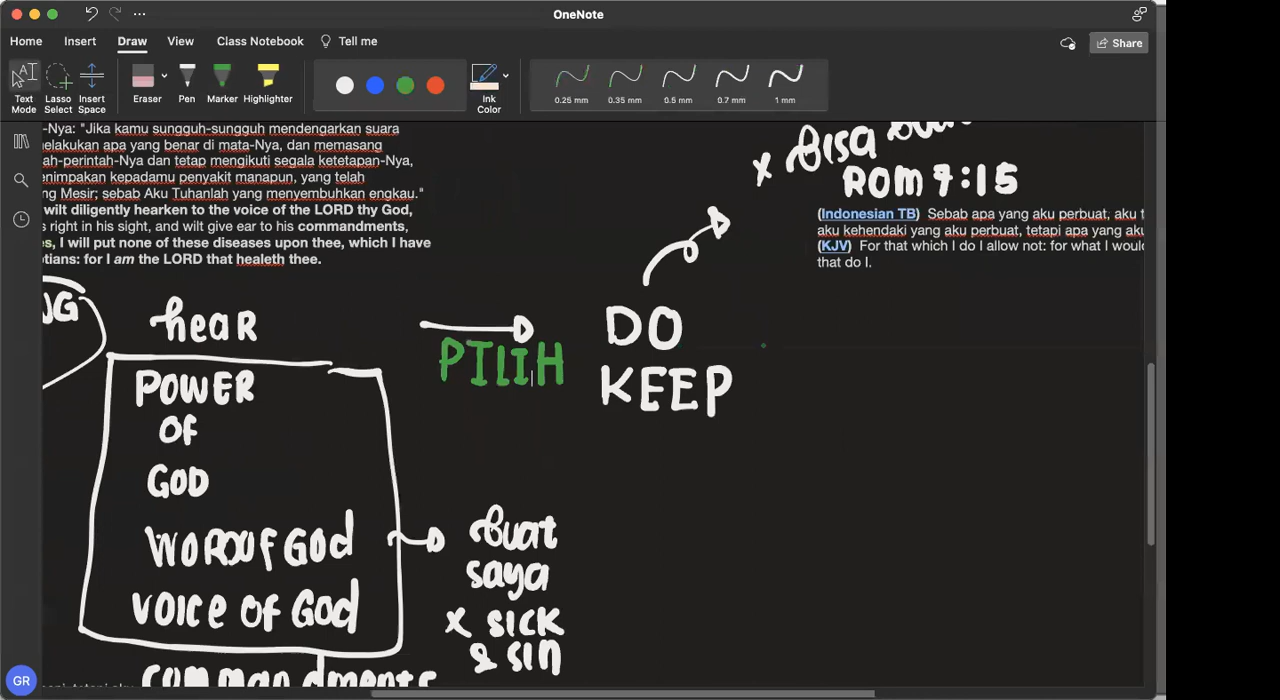 OneNote
Home Insert Draw View Class Notebook Tell me
Share
Text Mode
Lasso Select
Insert Space
Eraser
Pen
Marker
Highlighter
Ink Color
0.25 mm
0.35 mm
0.5 mm
0.7 mm
1 mm
-Nya: "Jika kamu sungguh-sungguh mendengarkan suara
elakukan apa yang benar di mata-Nya, dan memasang
ah-perintah-Nya dan tetap mengikuti segala ketetapan-Nya,
enimpakan kepadamu penyakit manapun, yang telah
ng Mesir; sebab Aku Tuhanlah yang menyembuhkan engkau."
wilt diligently hearken to the voice of the LORD thy God,
s right in his sight, and wilt give ear to his commandments,
es, I will put none of these diseases upon thee, which I have
ptians: for I am the LORD that healeth thee.
x Bisa
ROM 7:15
(Indonesian TB) Sebab apa yang aku perbuat, aku t
aku kehendaki yang aku perbuat, tetapi apa yang aku
(KJV) For that which I do I allow not: for what I woul
that do I.
NG
heaR
PILIH
DO
KEEP
POWER
OF
GOD
WORD OF GOd
VOICe OF GOd
Buat
saya
x sick
& sin
commandments
GR